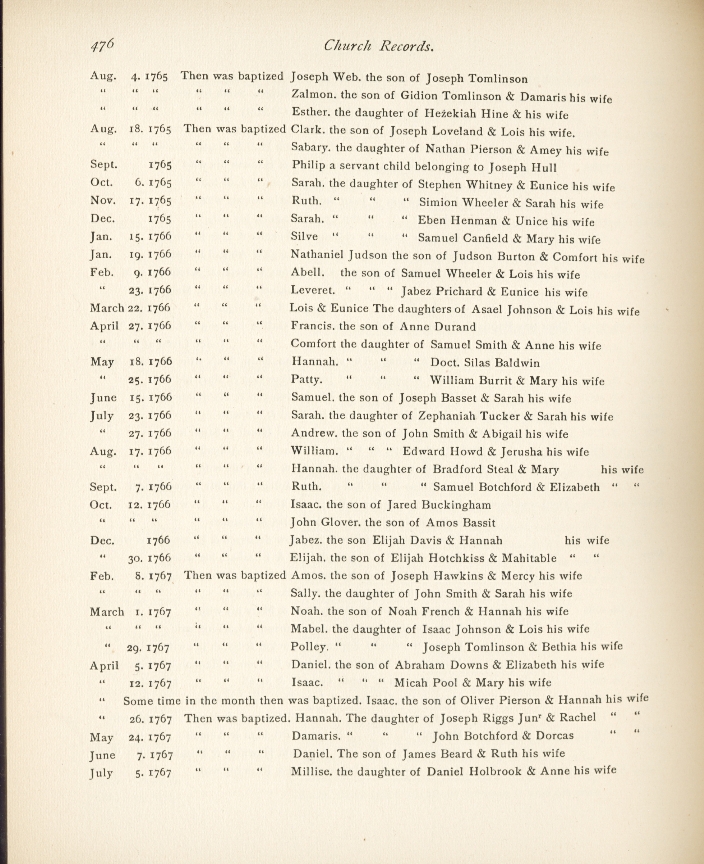 476 Church Records.
Aug. 4. 1765 Then was baptized Joseph Web. the son of Joseph Tomlinson
" " " " " " Zalmon. the son of Gidion Tomlinson & Damaris his wife
" " " " " " Esther. the daughter of Hezekiah Hine & his wife
Aug. 18. 1765 Then was baptized Clark. the son of Joseph Loveland & Lois his wife.
" " " " " " Sabary. the daughter of Nathan Pierson & Amey his wife
Sept. 1765 " " " Philip a servant child belonging to Joseph Hull
Oct. 6. 1765 " " " Sarah. the daughter of Stephen Whitney & Eunice his wife
Nov. 17. 1765 " " " Ruth. " " " Simion Wheeler & Sarah his wife
Dec. 1765 " " " Sarah. " " " Eben Henman & Unice his wife
Jan. 15. 1766 " " " Silve " " " Samuel Canfield & Mary his wife
Jan. 19. 1766 " " " Nathaniel Judson the son of Judson Burton & Comfort his wife
Feb. 9. 1766 " " " Abell. the son of Samuel Wheeler & Lois his wife
" 23. 1766 " " " Leveret. " " " Jabez Prichard & Eunice his wife
March 22. 1766 " " " Lois & Eunice The daughters of Asael Johnson & Lois his wife
April 27. 1766 " " " Francis. the son of Anne Durand
" " " " " " Comfort the daughter of Samuel Smith & Anne his wife
May 18. 1766 " " " Hannah. " " " Doct. Silas Baldwin
" 25. 1766 " " " Patty. " " " William Burrit & Mary his wife
June 15. 1766 " " " Samuel. the son of Joseph Basset & Sarah his wife
July 23. 1766 " " " Sarah. the daughter of Zephaniah Tucker & Sarah his wife
" 27. 1766 " " " Andrew. the son of John Smith & Abigail his wife
Aug. 17. 1766 " " " William. " " " Edward Howd & Jerusha his wife
" " " " " " Hannah. the daughter of Bradford Steal & Mary his wife
Sept. 7. 1766 " " " Ruth. " " " Samuel Botchford & Elizabeth " "
Oct. 12. 1766 " " " Isaac. the son of Jared Buckingham
" " " " " " John Glover. the son of Amos Bassit
Dec. 1766 " " " Jabez. the son Elijah Davis & Hannah his wife
" 30. 1766 " " " Elijah. the son of Elijah Hotchkiss & Mahitable " "
Feb. 8. 1767 Then was baptized Amos. the son of Joseph Hawkins & Mercy his wife
" " " " " " Sally. the daughter of John Smith & Sarah his wife
March 1. 1767 " " " Noah. the son of Noah French & Hannah his wife
" " " " " " Mabel. the daughter of Isaac Johnson & Lois his wife
" 29. 1767 " " " Polley. " " " Joseph Tomlinson & Bethia his wife
April 5. 1767 " " " Daniel. the son of Abraham Downs & Elizabeth his wife
" 12. 1767 " " " Isaac. " " " Micah Pool & Mary his wife
" Some time in the month then was baptized. Isaac. the son of Oliver Pierson & Hannah his wife
" 26. 1767 Then was baptized. Hannah. The daughter of Joseph Riggs Junʳ & Rachel " "
May 24. 1767 " " " Damaris. " " " John Botchford & Dorcas " "
June 7. 1767 " " " Daniel. The son of James Beard & Ruth his wife
July 5. 1767 " " " Millise. the daughter of Daniel Holbrook & Anne his wife